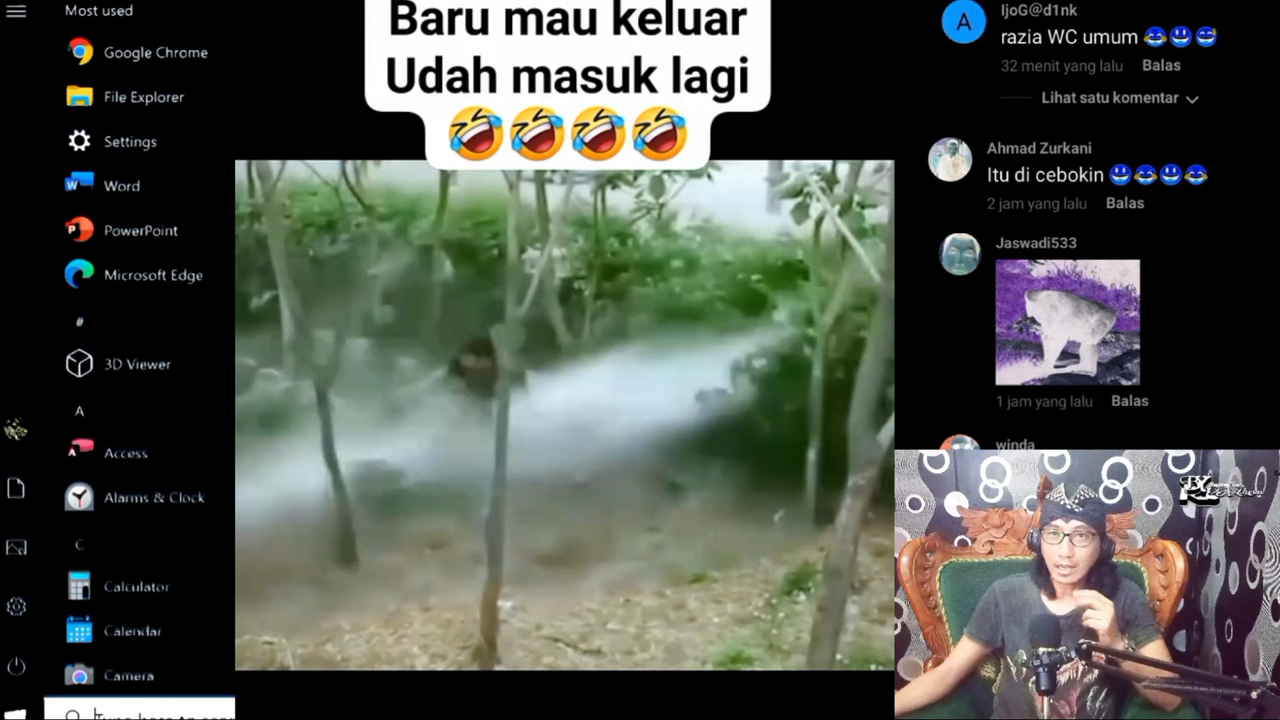 Most used
Google Chrome
File Explorer
Settings
Word
PowerPoint
Microsoft Edge
#
3D Viewer
A
Access
Alarms & Clock
C
Calculator
Calendar
Camera
Baru mau keluar
Udah masuk lagi
🤣🤣🤣🤣
A
IjoG@d1nk
razia WC umum 😂😃😅
32 menit yang lalu Balas
Lihat satu komentar
Ahmad Zurkani
Itu di cebokin 😃😂😃😂
2 jam yang lalu Balas
Jaswadi533
1 jam yang lalu Balas
winda